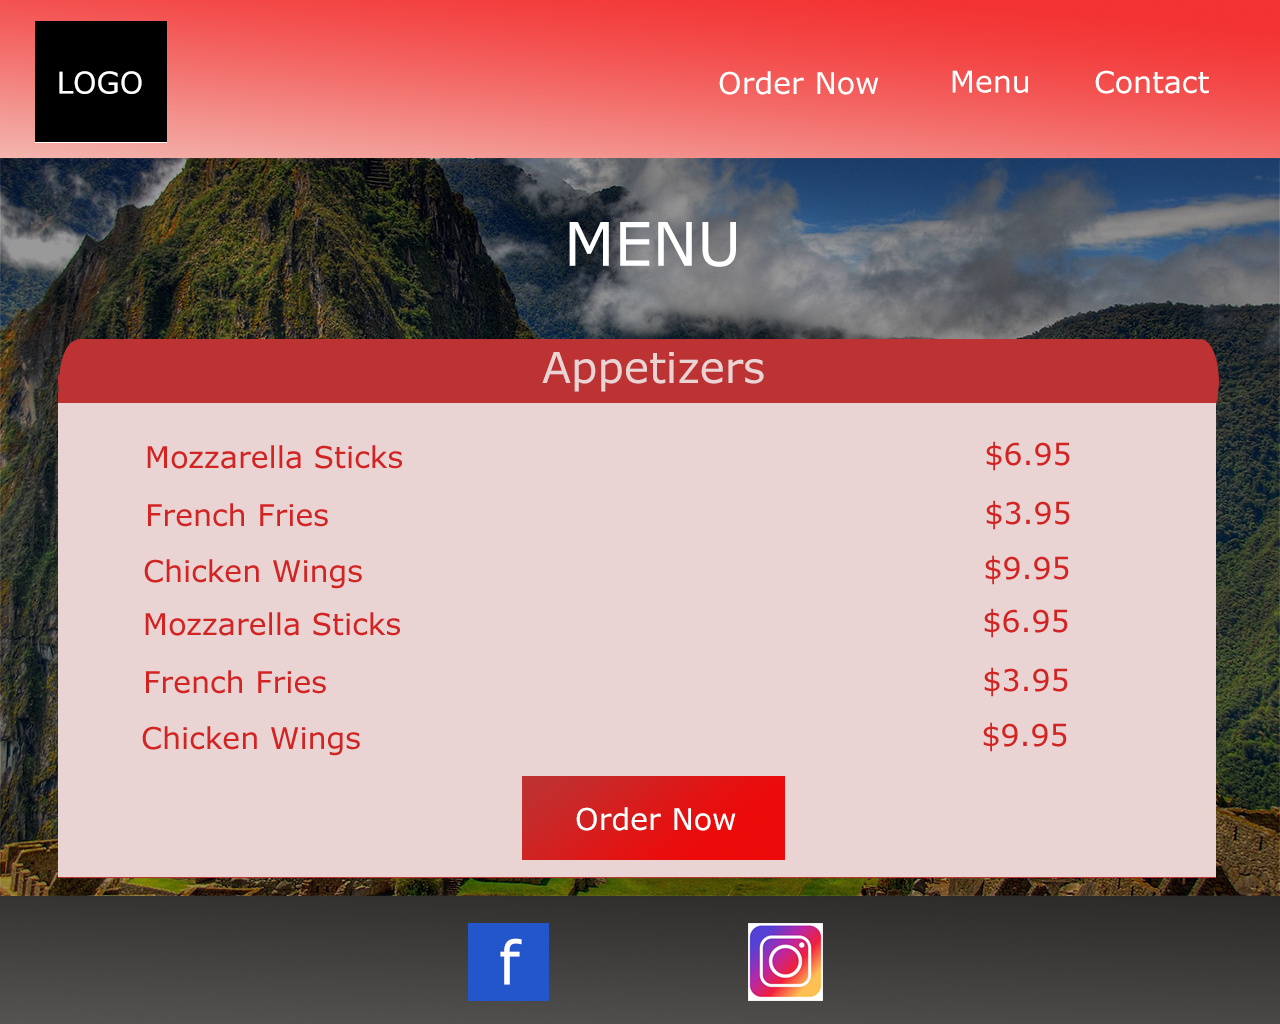 LOGO
Order Now
Menu
Contact
MENU
Appetizers
Mozzarella Sticks $6.95
French Fries $3.95
Chicken Wings $9.95
Mozzarella Sticks $6.95
French Fries $3.95
Chicken Wings $9.95
Order Now
f